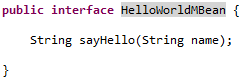 public interface HelloWorldMBean {
String sayHello(String name);
}